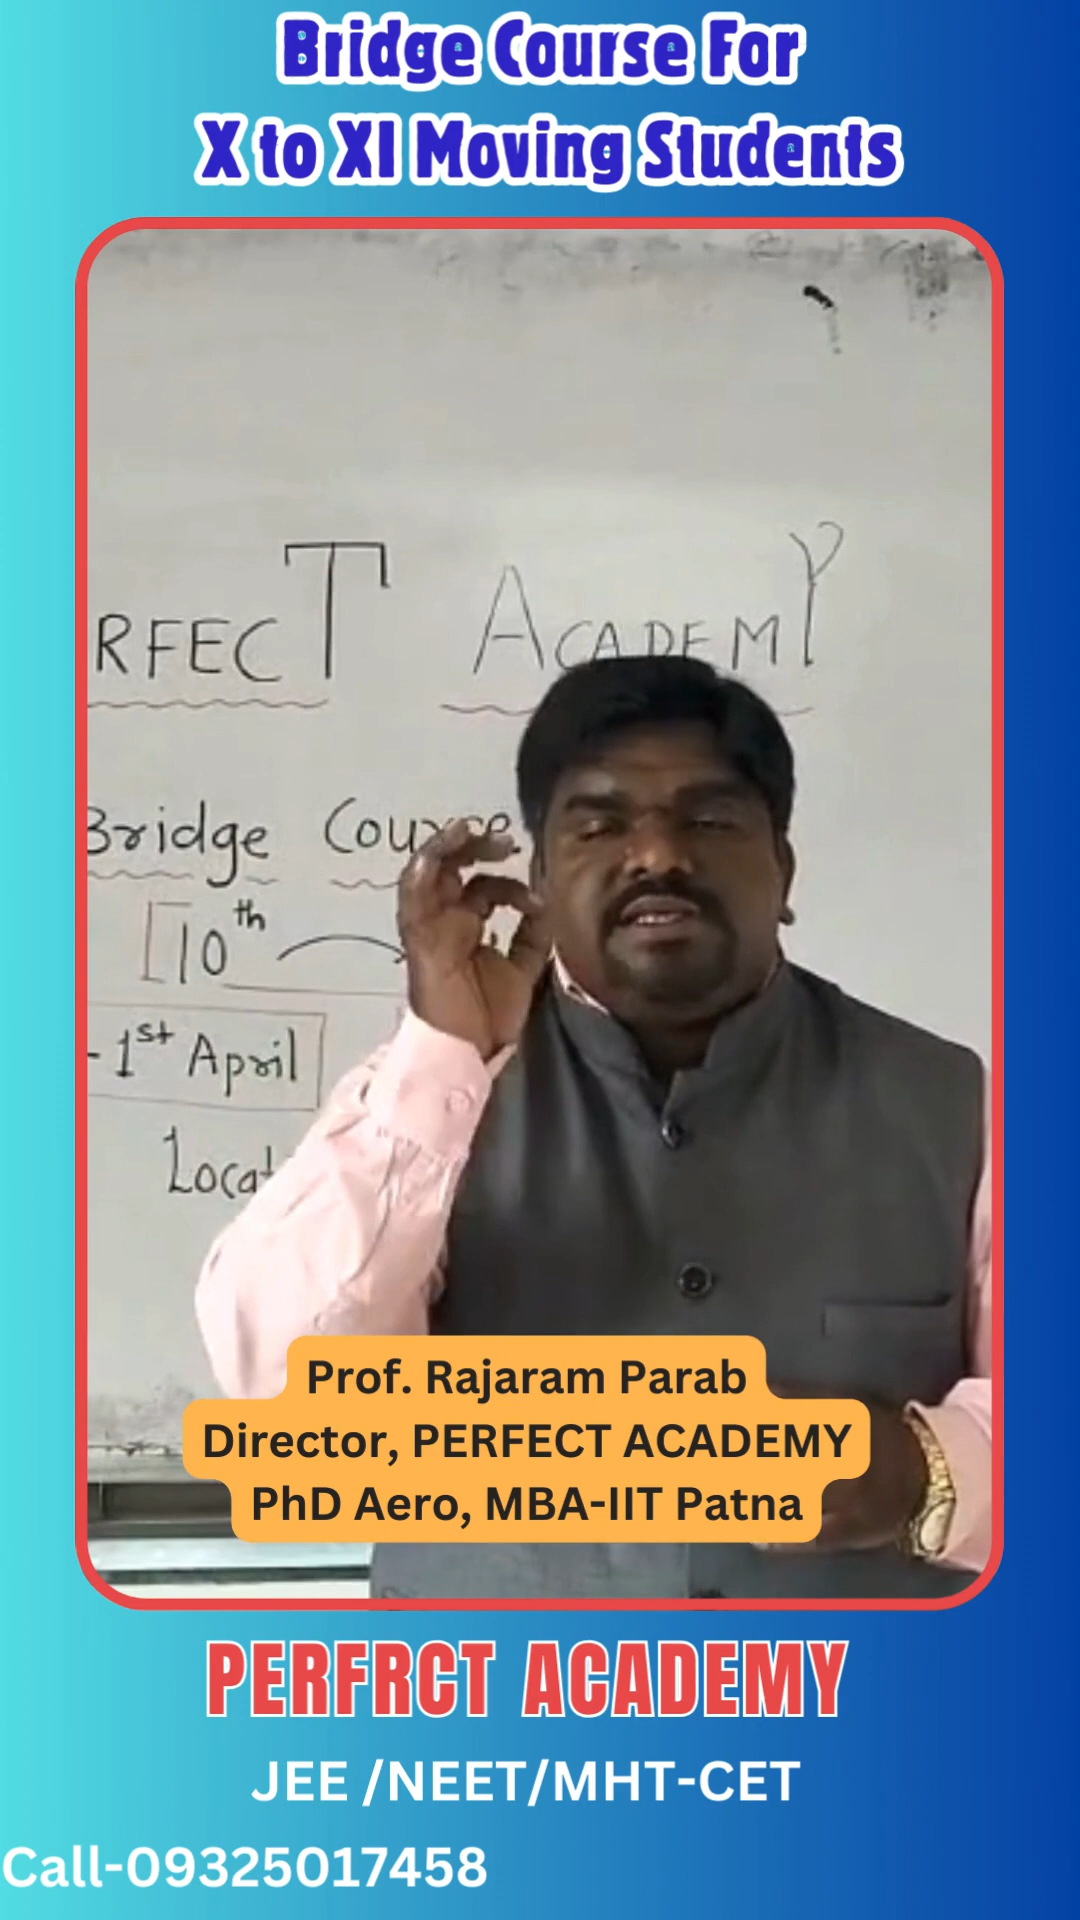 Bridge Course For
X to XI Moving Students
RFECT ACADEMY
Bridge Course
10th
-1st April
Prof. Rajaram Parab
Director, PERFECT ACADEMY
PhD Aero, MBA-IIT Patna
PERFRCT ACADEMY
JEE /NEET/MHT-CET
Call-09325017458